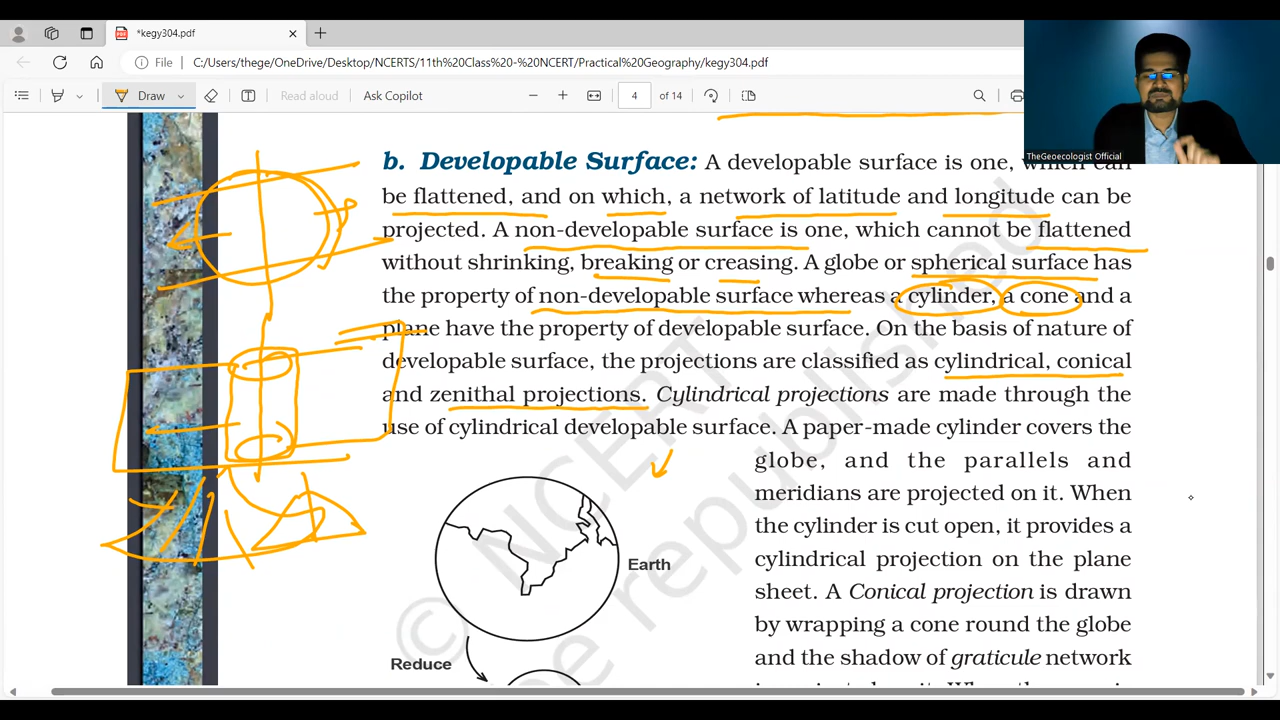 *kegy304.pdf
File
C:/Users/thege/OneDrive/Desktop/NCERTS/11th%20Class%20-%20NCERT/Practical%20Geography/kegy304.pdf
Draw
Read aloud
Ask Copilot
4 of 14
TheGeoecologist Official
b. Developable Surface: A developable surface is one, which can
be flattened, and on which, a network of latitude and longitude can be
projected. A non-developable surface is one, which cannot be flattened
without shrinking, breaking or creasing. A globe or spherical surface has
the property of non-developable surface whereas a cylinder, a cone and a
plane have the property of developable surface. On the basis of nature of
developable surface, the projections are classified as cylindrical, conical
and zenithal projections. Cylindrical projections are made through the
use of cylindrical developable surface. A paper-made cylinder covers the
globe, and the parallels and
meridians are projected on it. When
the cylinder is cut open, it provides a
cylindrical projection on the plane
sheet. A Conical projection is drawn
by wrapping a cone round the globe
and the shadow of graticule network
Earth
Reduce
© NCERT
be republished